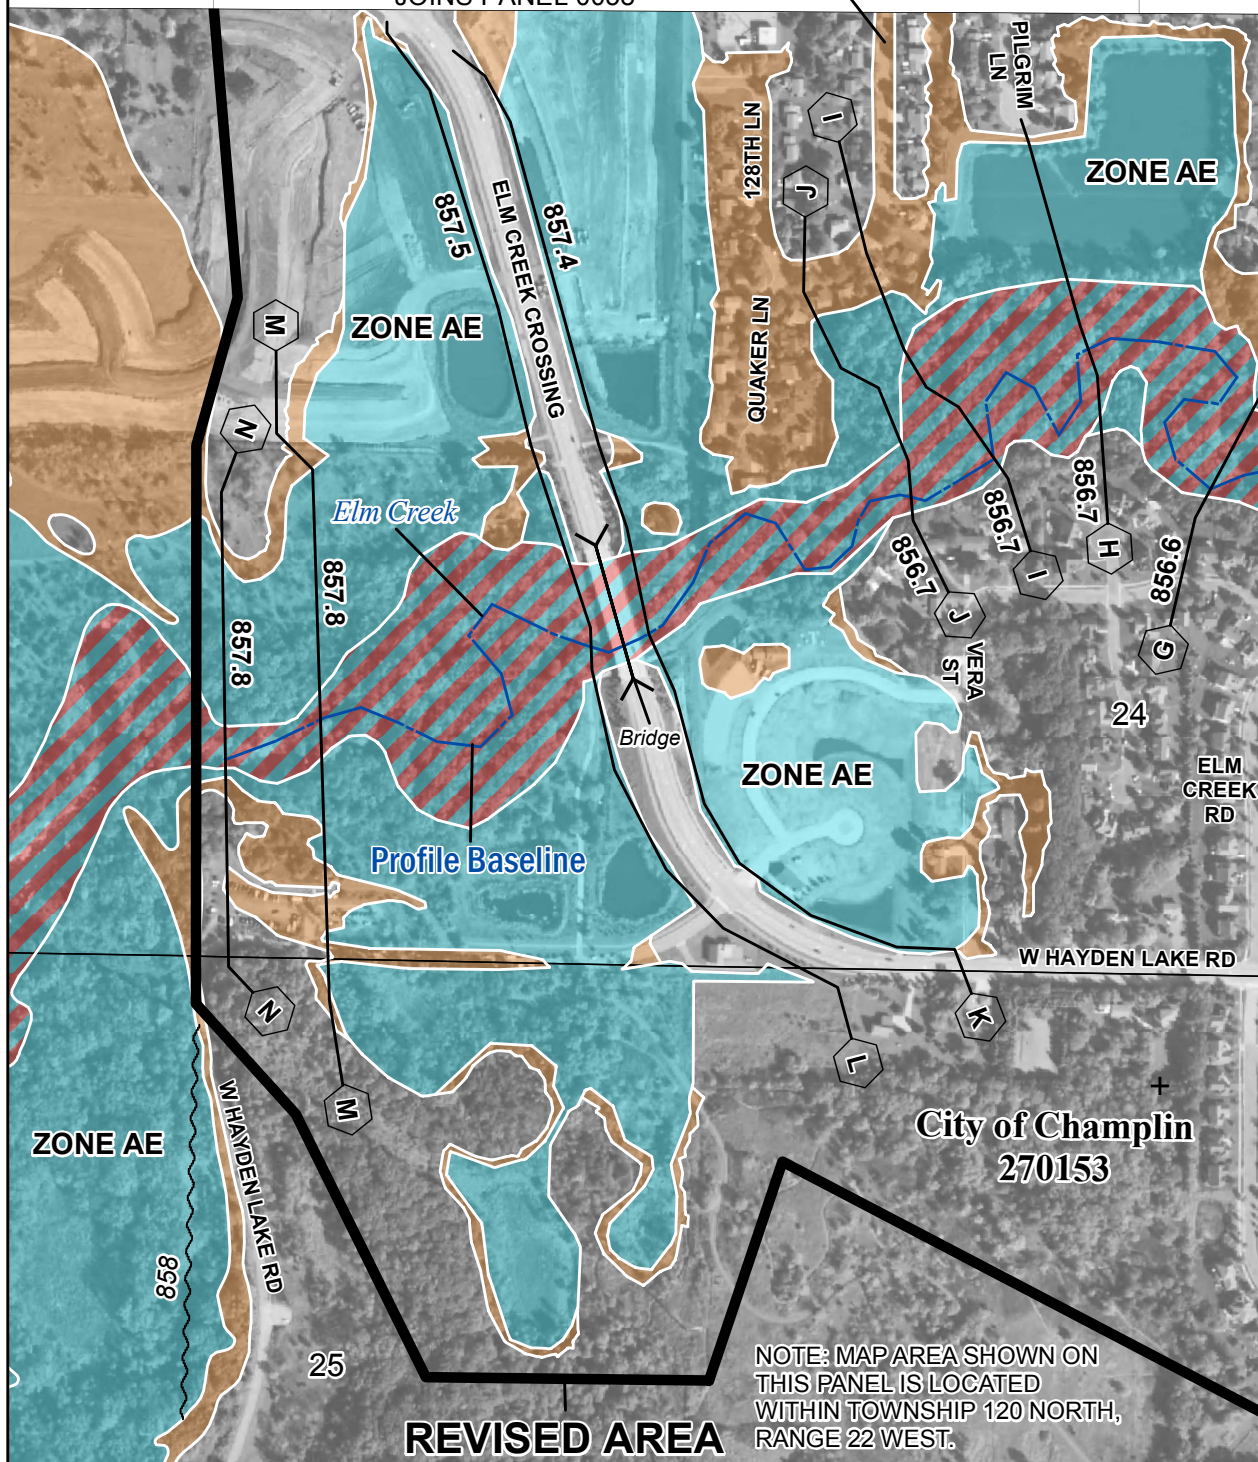 JOINS PANEL 0038
PILGRIM
LN
128TH LN
I
J
ZONE AE
857.5
ELM CREEK CROSSING
857.4
M
ZONE AE
QUAKER LN
N
Elm Creek
856.7
856.7
856.7
H
856.6
I
J
G
857.8
857.8
VERA
ST
24
Bridge
ZONE AE
ELM
CREEK
RD
Profile Baseline
W HAYDEN LAKE RD
N
K
L
M
City of Champlin
270153
ZONE AE
W HAYDEN LAKE RD
858
25
NOTE: MAP AREA SHOWN ON
THIS PANEL IS LOCATED
WITHIN TOWNSHIP 120 NORTH,
RANGE 22 WEST.
REVISED AREA